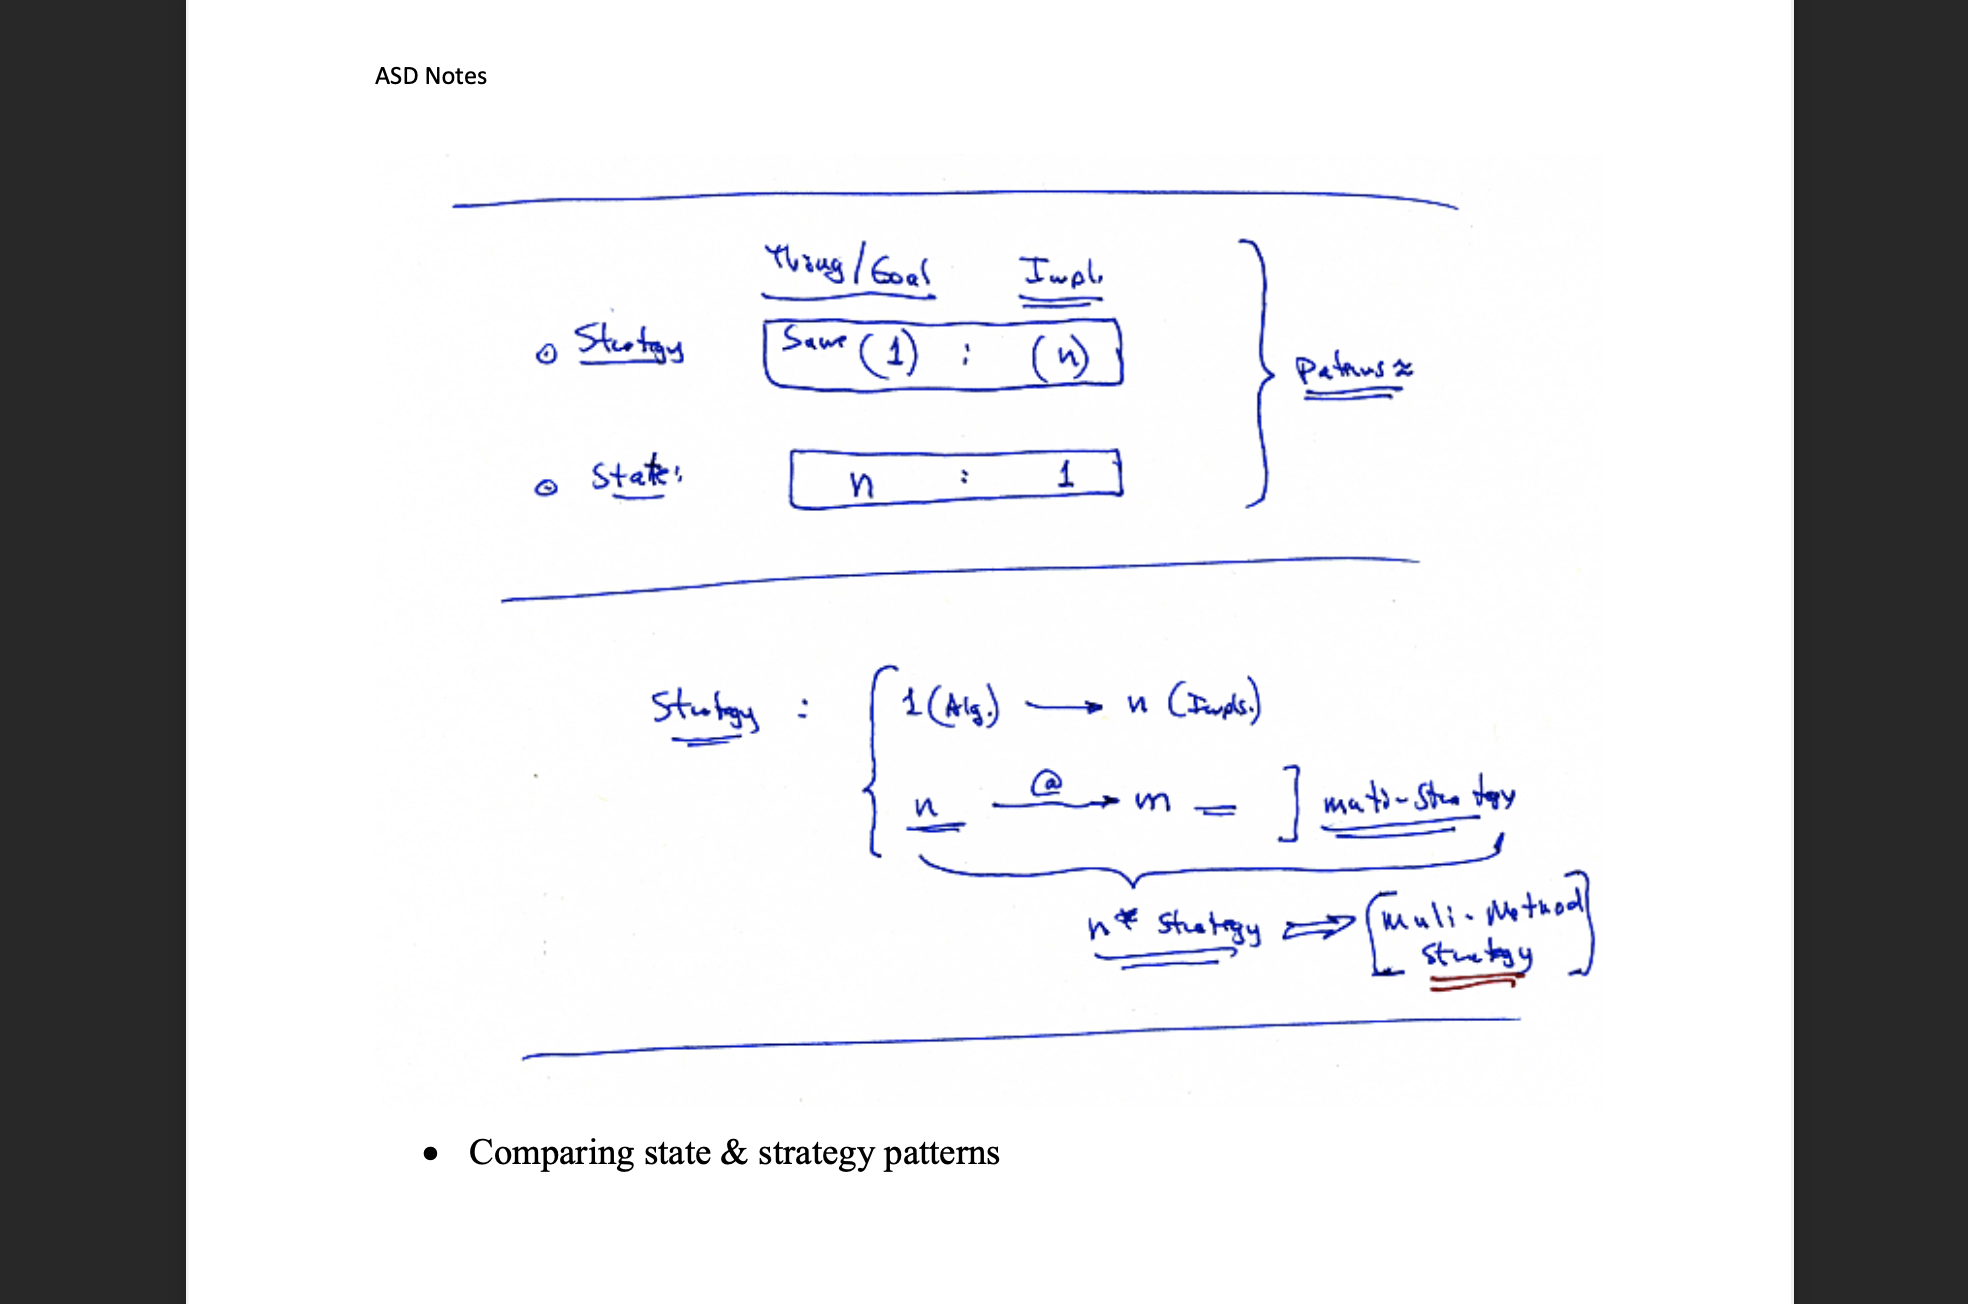 ASD Notes
Thing/Goal Impl.
Strategy Same (1) : (n)
Patterns ≈
State: n : 1
Strategy : 1 (Alg.) → n (Impls.)
n @→ m = ] multi-Strategy
n* Strategy ⇒ [Muli-Method
Strategy]
• Comparing state & strategy patterns